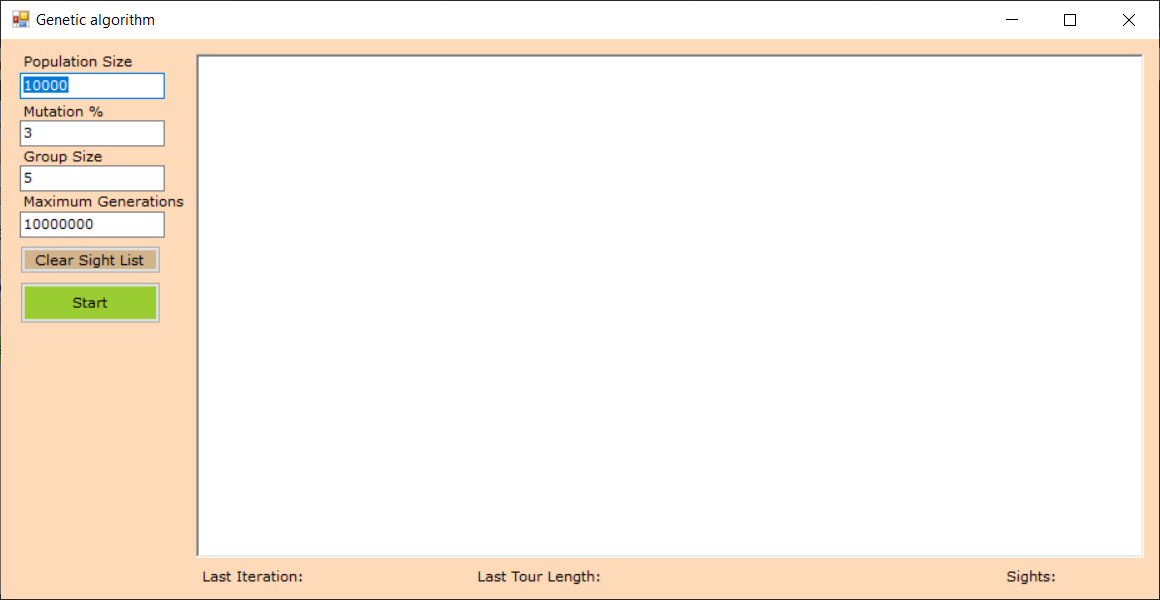 Genetic algorithm
Population Size
10000
Mutation %
3
Group Size
5
Maximum Generations
10000000
Clear Sight List
Start
Last Iteration: Last Tour Length: Sights: